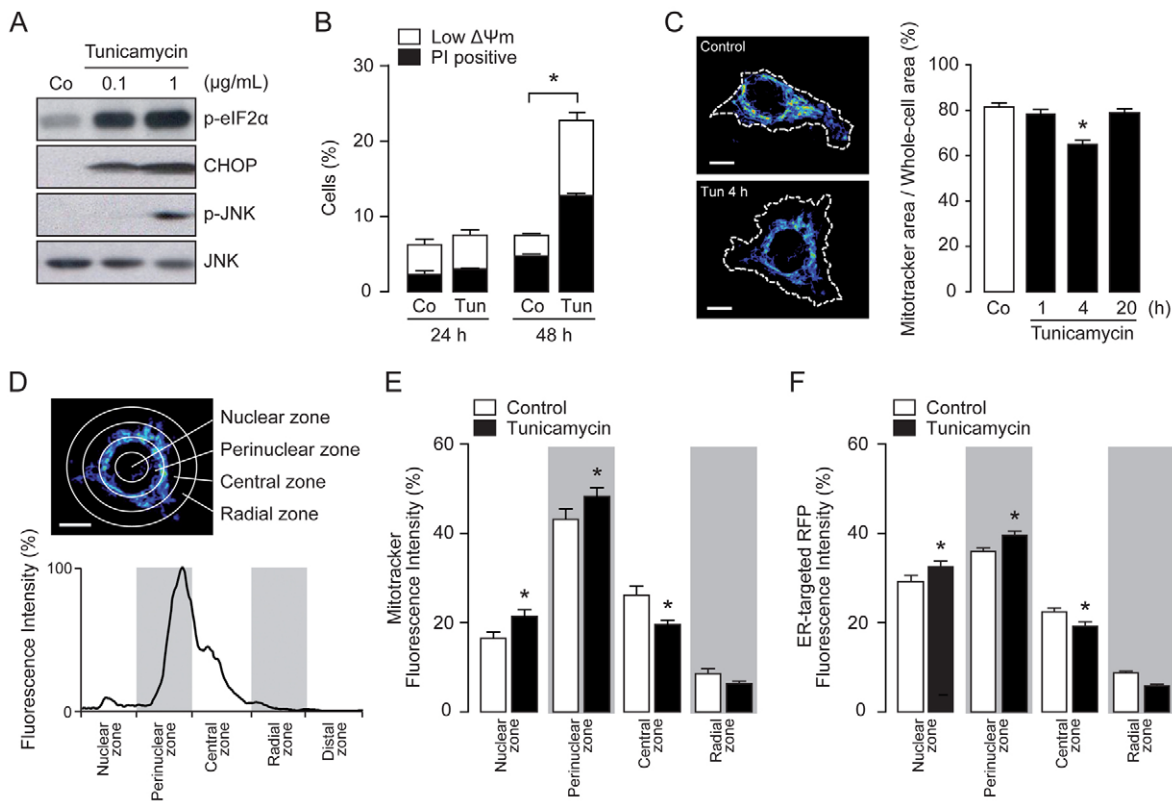 A
Tunicamycin
Co 0.1 1 (µg/mL)
p-eIF2α
CHOP
p-JNK
JNK
B
Low ΔΨm
PI positive
*
Cells (%)
30
20
10
0
Co Tun Co Tun
24 h 48 h
C
Control
Tun 4 h
Mitotracker area / Whole-cell area (%)
100
80
60
40
20
0
*
Co 1 4 20 (h)
Tunicamycin
D
Nuclear zone
Perinuclear zone
Central zone
Radial zone
Fluorescence Intensity (%)
100
0
Nuclear zone
Perinuclear zone
Central zone
Radial zone
Distal zone
E
Control
Tunicamycin
Mitotracker
Fluorescence Intensity (%)
60
40
20
0
* * *
Nuclear zone
Perinuclear zone
Central zone
Radial zone
F
Control
Tunicamycin
ER-targeted RFP
Fluorescence Intensity (%)
60
40
20
0
* * *
Nuclear zone
Perinuclear zone
Central zone
Radial zone